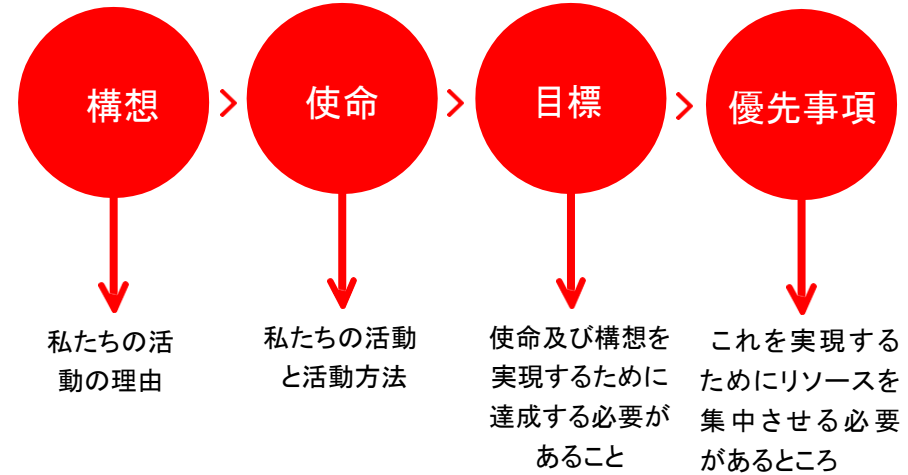 構想
使命
目標
優先事項
私たちの活
動の理由
私たちの活動
と活動方法
使命及び構想を
実現するために
達成する必要が
あること
これを実現する
ためにリソースを
集中させる必要
があるところ